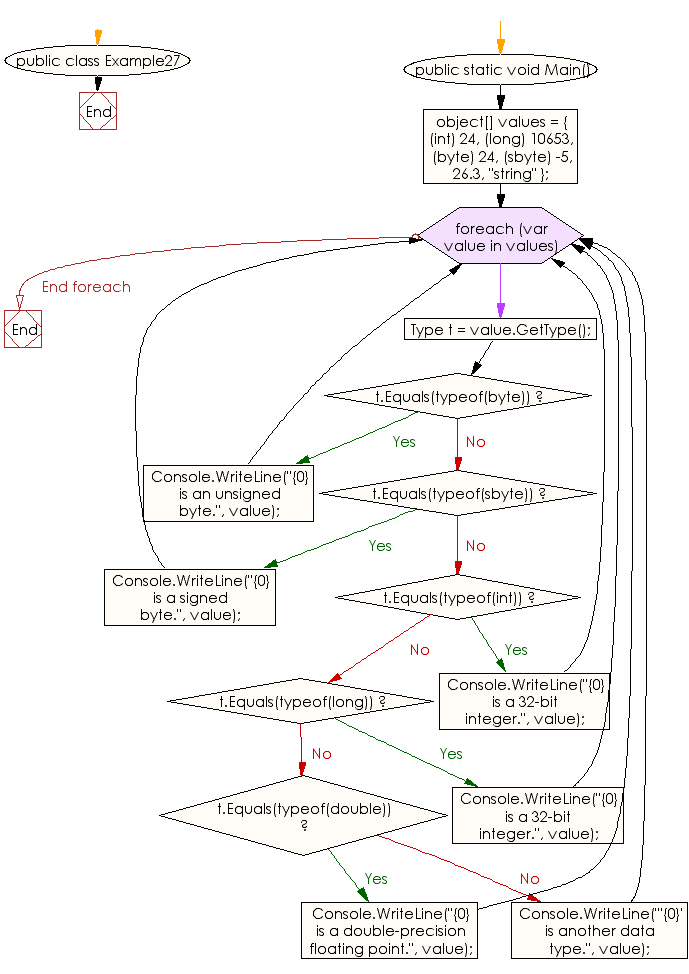 public class Example27
End
public static void Main()
object[] values = {
(int) 24, (long) 10653,
(byte) 24, (sbyte) -5,
26.3, "string" };
foreach (var
value in values)
End foreach
End
Type t = value.GetType();
t.Equals(typeof(byte)) ?
Yes
No
Console.WriteLine("{0}
is an unsigned
byte.", value);
t.Equals(typeof(sbyte)) ?
Yes
No
Console.WriteLine("{0}
is a signed
byte.", value);
t.Equals(typeof(int)) ?
No
Yes
Console.WriteLine("{0}
is a 32-bit
integer.", value);
t.Equals(typeof(long)) ?
No
Yes
Console.WriteLine("{0}
is a 32-bit
integer.", value);
t.Equals(typeof(double))
?
Yes
No
Console.WriteLine("{0}
is a double-precision
floating point.", value);
Console.WriteLine("'{0}'
is another data
type.", value);